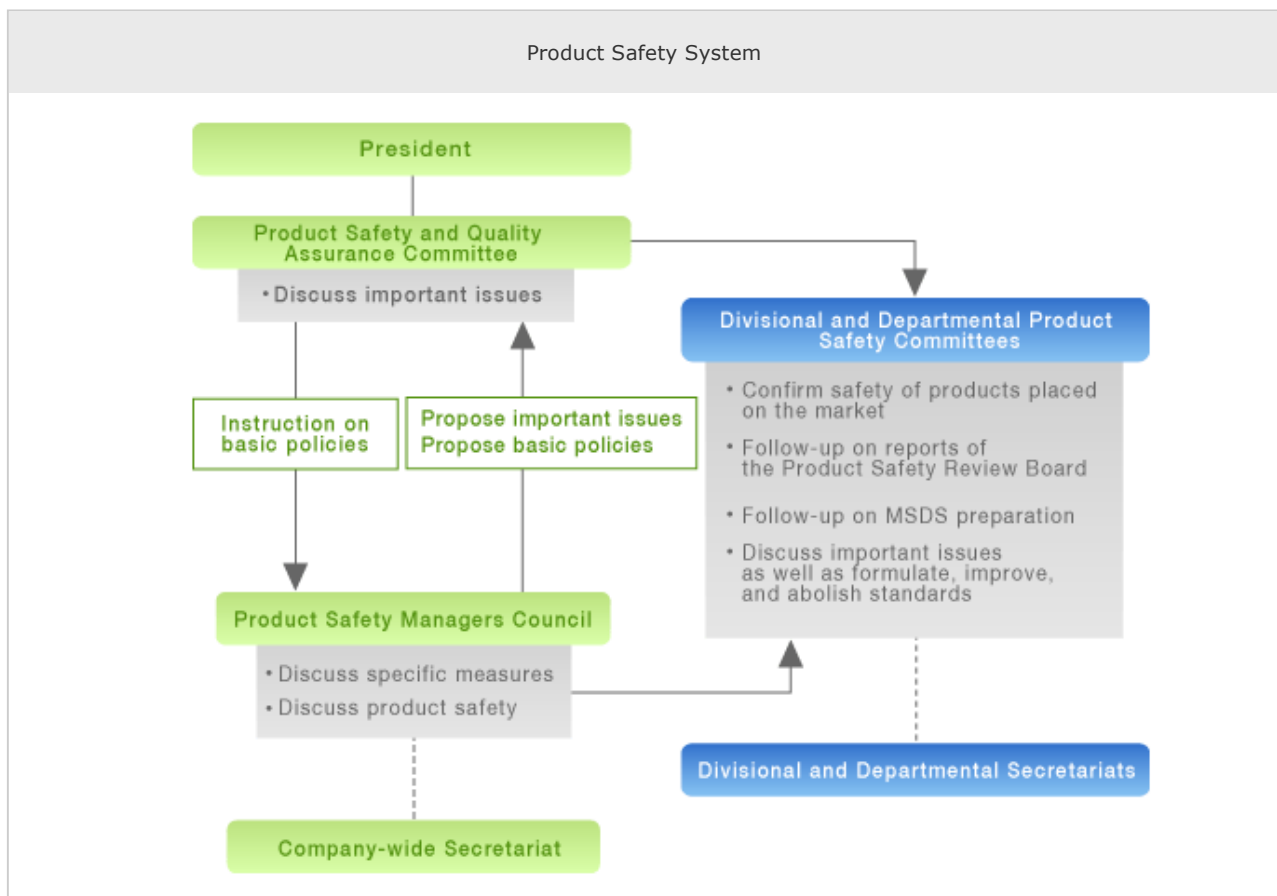 Product Safety System
President
Product Safety and Quality
Assurance Committee
• Discuss important issues
Divisional and Departmental Product
Safety Committees
• Confirm safety of products placed
on the market
• Follow-up on reports of
the Product Safety Review Board
• Follow-up on MSDS preparation
• Discuss important issues
as well as formulate, improve,
and abolish standards
Instruction on
basic policies
Propose important issues
Propose basic policies
Product Safety Managers Council
• Discuss specific measures
• Discuss product safety
Divisional and Departmental Secretariats
Company-wide Secretariat